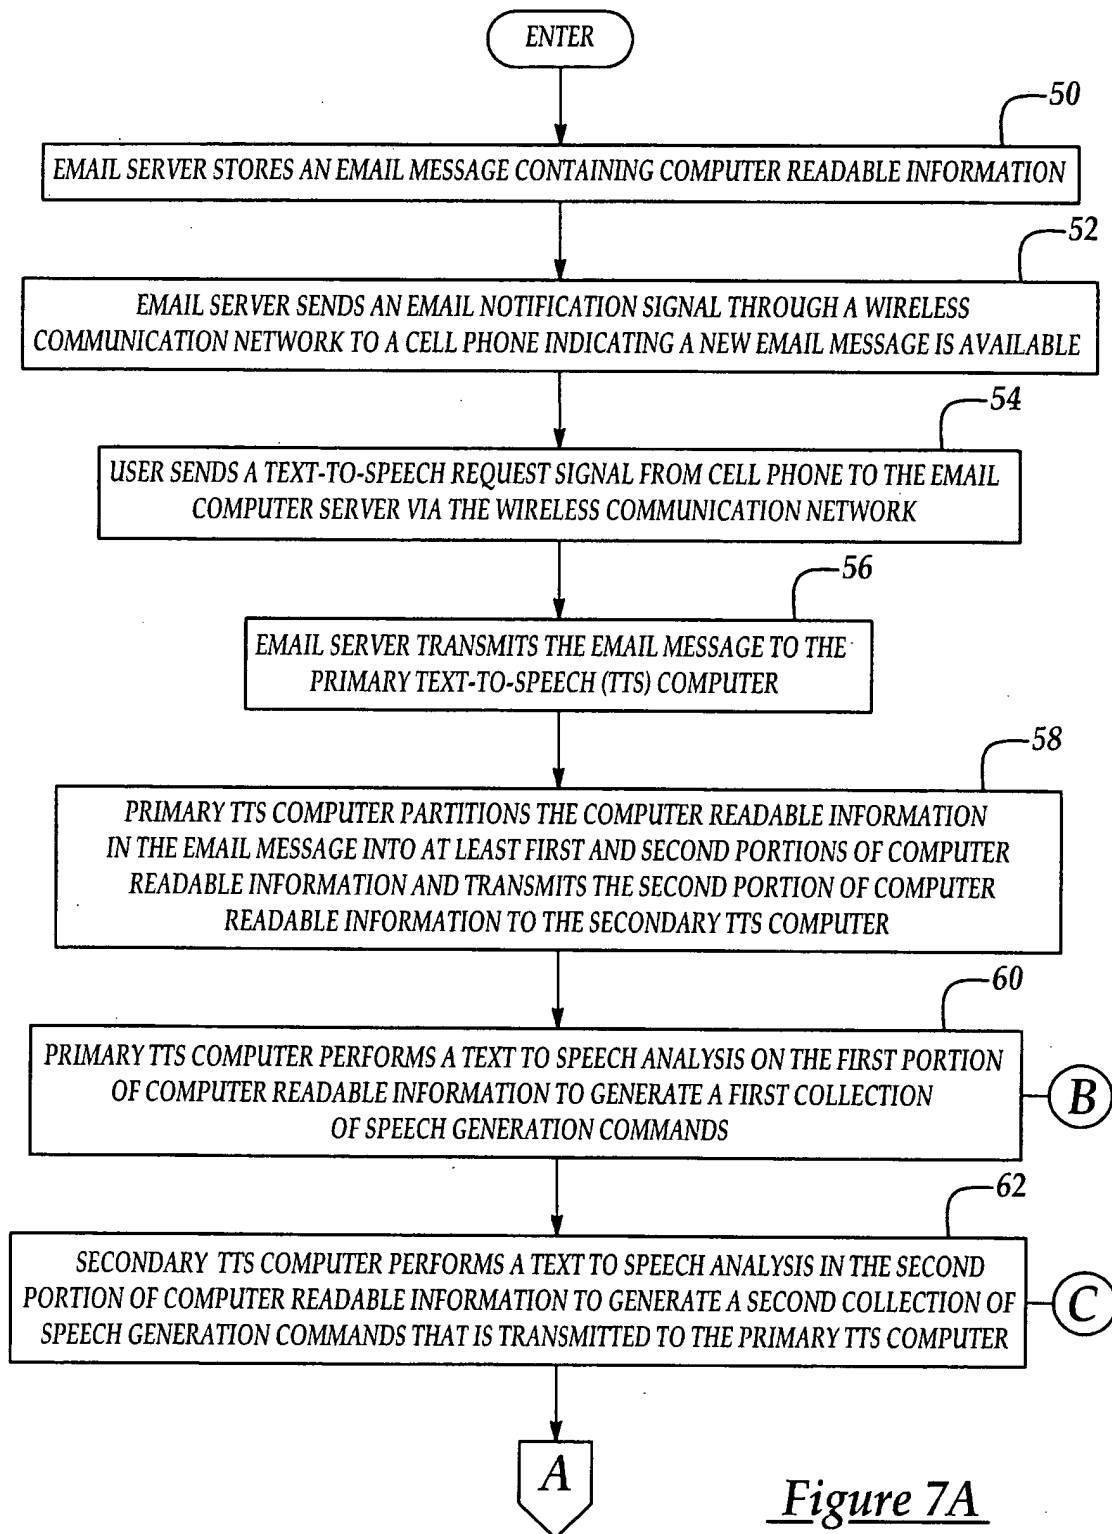 ENTER
50
EMAIL SERVER STORES AN EMAIL MESSAGE CONTAINING COMPUTER READABLE INFORMATION
52
EMAIL SERVER SENDS AN EMAIL NOTIFICATION SIGNAL THROUGH A WIRELESS
COMMUNICATION NETWORK TO A CELL PHONE INDICATING A NEW EMAIL MESSAGE IS AVAILABLE
54
USER SENDS A TEXT-TO-SPEECH REQUEST SIGNAL FROM CELL PHONE TO THE EMAIL
COMPUTER SERVER VIA THE WIRELESS COMMUNICATION NETWORK
56
EMAIL SERVER TRANSMITS THE EMAIL MESSAGE TO THE
PRIMARY TEXT-TO-SPEECH (TTS) COMPUTER
58
PRIMARY TTS COMPUTER PARTITIONS THE COMPUTER READABLE INFORMATION
IN THE EMAIL MESSAGE INTO AT LEAST FIRST AND SECOND PORTIONS OF COMPUTER
READABLE INFORMATION AND TRANSMITS THE SECOND PORTION OF COMPUTER
READABLE INFORMATION TO THE SECONDARY TTS COMPUTER
60
PRIMARY TTS COMPUTER PERFORMS A TEXT TO SPEECH ANALYSIS ON THE FIRST PORTION
OF COMPUTER READABLE INFORMATION TO GENERATE A FIRST COLLECTION
OF SPEECH GENERATION COMMANDS
B
62
SECONDARY TTS COMPUTER PERFORMS A TEXT TO SPEECH ANALYSIS IN THE SECOND
PORTION OF COMPUTER READABLE INFORMATION TO GENERATE A SECOND COLLECTION OF
SPEECH GENERATION COMMANDS THAT IS TRANSMITTED TO THE PRIMARY TTS COMPUTER
C
A
Figure 7A